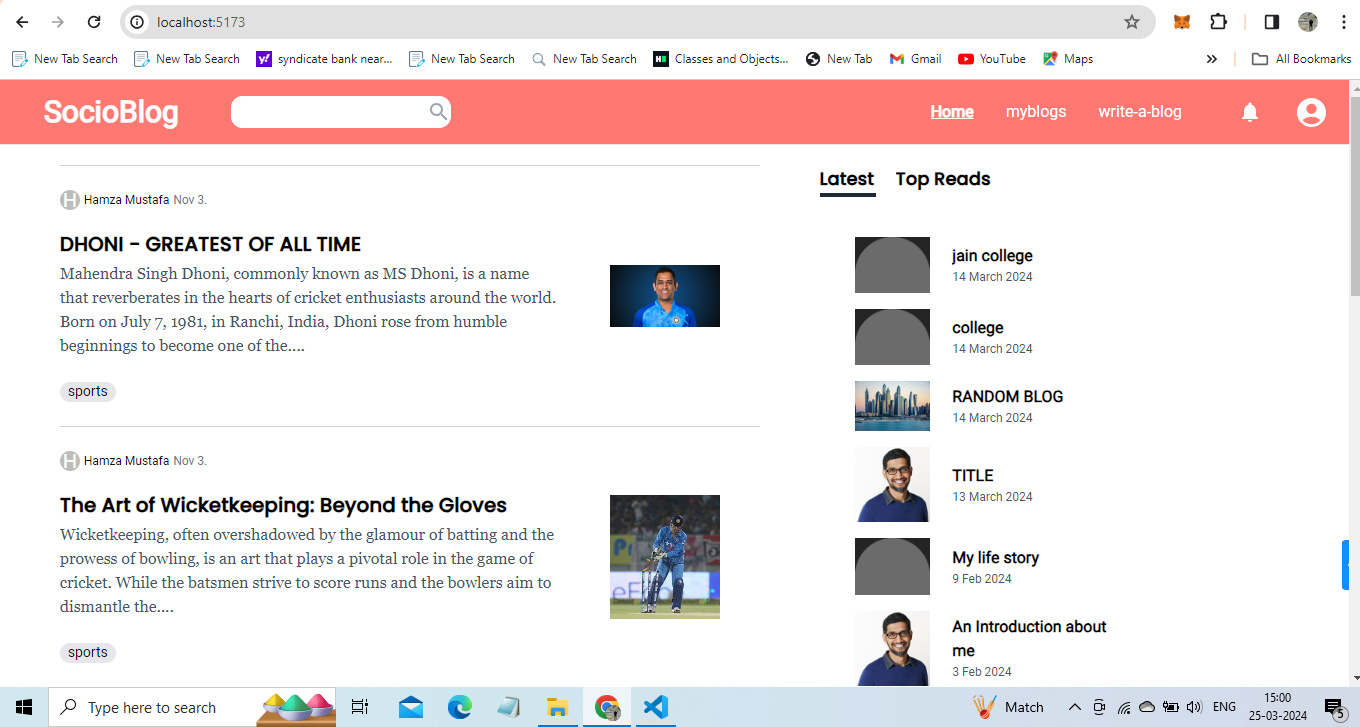 localhost:5173
New Tab Search
New Tab Search
syndicate bank near...
New Tab Search
New Tab Search
Classes and Objects...
New Tab
Gmail
YouTube
Maps
»
All Bookmarks
SocioBlog
Home
myblogs
write-a-blog
H Hamza Mustafa Nov 3.
DHONI - GREATEST OF ALL TIME
Mahendra Singh Dhoni, commonly known as MS Dhoni, is a name
that reverberates in the hearts of cricket enthusiasts around the world.
Born on July 7, 1981, in Ranchi, India, Dhoni rose from humble
beginnings to become one of the....
sports
H Hamza Mustafa Nov 3.
The Art of Wicketkeeping: Beyond the Gloves
Wicketkeeping, often overshadowed by the glamour of batting and the
prowess of bowling, is an art that plays a pivotal role in the game of
cricket. While the batsmen strive to score runs and the bowlers aim to
dismantle the....
sports
Latest
Top Reads
jain college
14 March 2024
college
14 March 2024
RANDOM BLOG
14 March 2024
TITLE
13 March 2024
My life story
9 Feb 2024
An Introduction about
me
3 Feb 2024
Type here to search
Match
ENG
15:00
25-03-2024
5